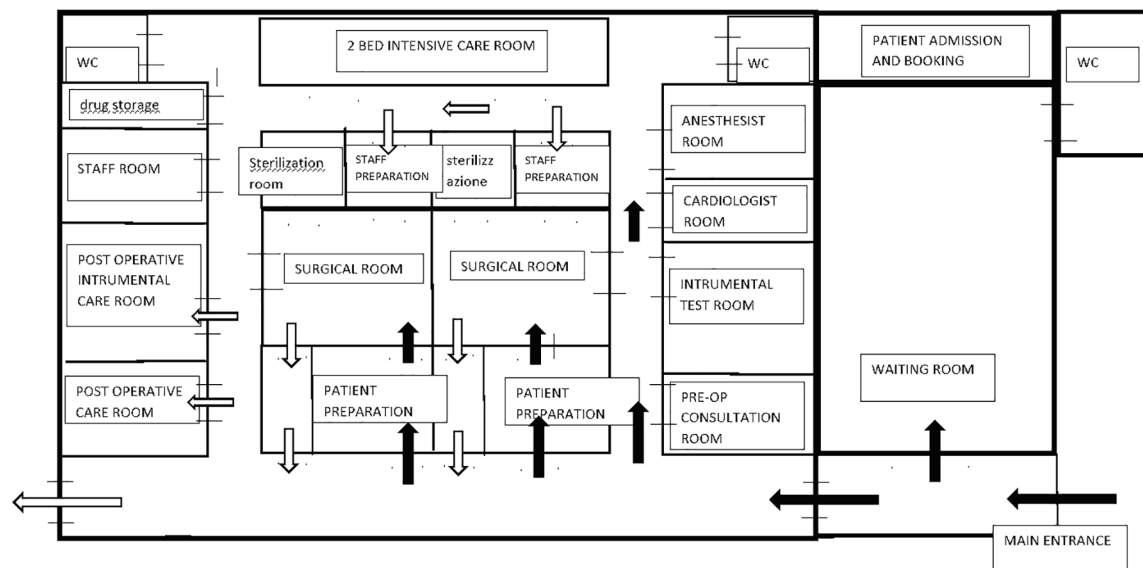 2 BED INTENSIVE CARE ROOM
PATIENT ADMISSION
AND BOOKING
WC
WC
WC
drug storage
ANESTHESIST
ROOM
STAFF ROOM
Sterilization
room
STAFF
PREPARATION
sterilizz
azione
STAFF
PREPARATION
CARDIOLOGIST
ROOM
POST OPERATIVE
INTRUMENTAL
CARE ROOM
SURGICAL ROOM
SURGICAL ROOM
INTRUMENTAL
TEST ROOM
WAITING ROOM
POST OPERATIVE
CARE ROOM
PATIENT
PREPARATION
PATIENT
PREPARATION
PRE-OP
CONSULTATION
ROOM
MAIN ENTRANCE